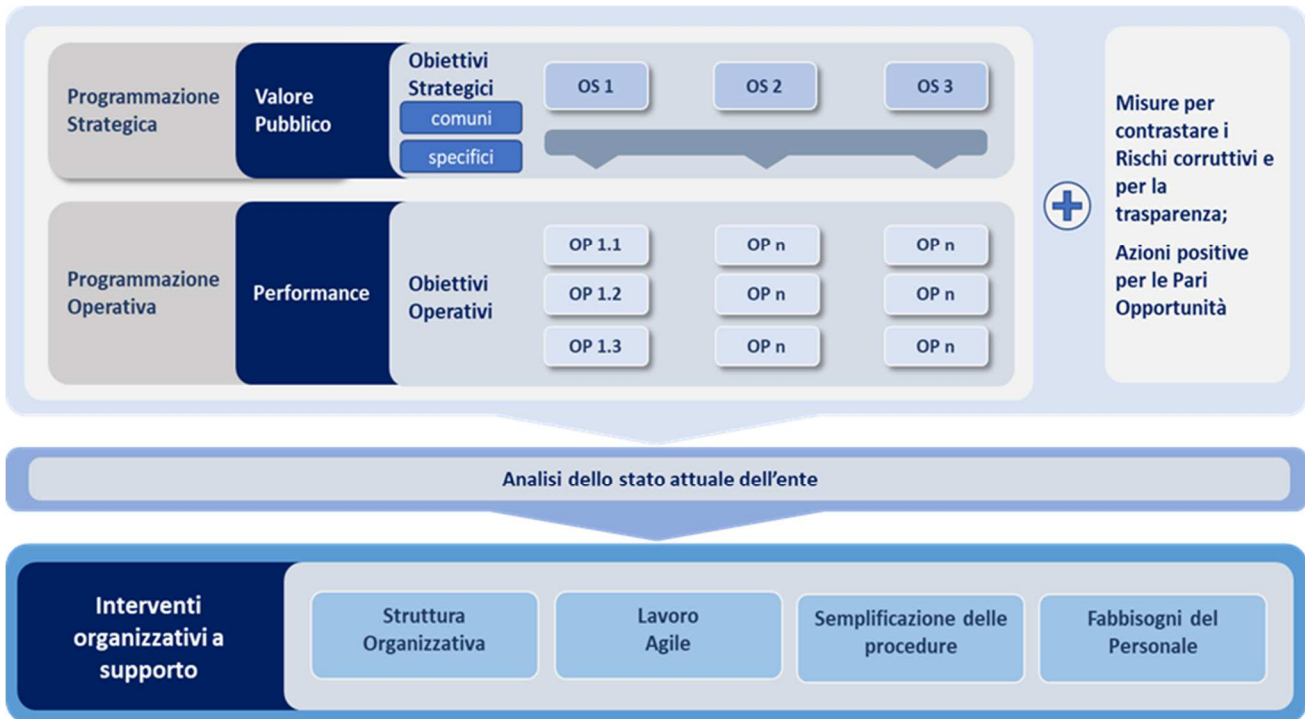 Programmazione
Strategica
Valore
Pubblico
Obiettivi
Strategici
comuni
specifici
OS 1
OS 2
OS 3
Programmazione
Operativa
Performance
Obiettivi
Operativi
OP 1.1
OP n
OP n
OP 1.2
OP n
OP n
OP 1.3
OP n
OP n
Misure per
contrastare i
Rischi corruttivi e
per la
trasparenza;
Azioni positive
per le Pari
Opportunità
Analisi dello stato attuale dell'ente
Interventi
organizzativi a
supporto
Struttura
Organizzativa
Lavoro
Agile
Semplificazione delle
procedure
Fabbisogni del
Personale